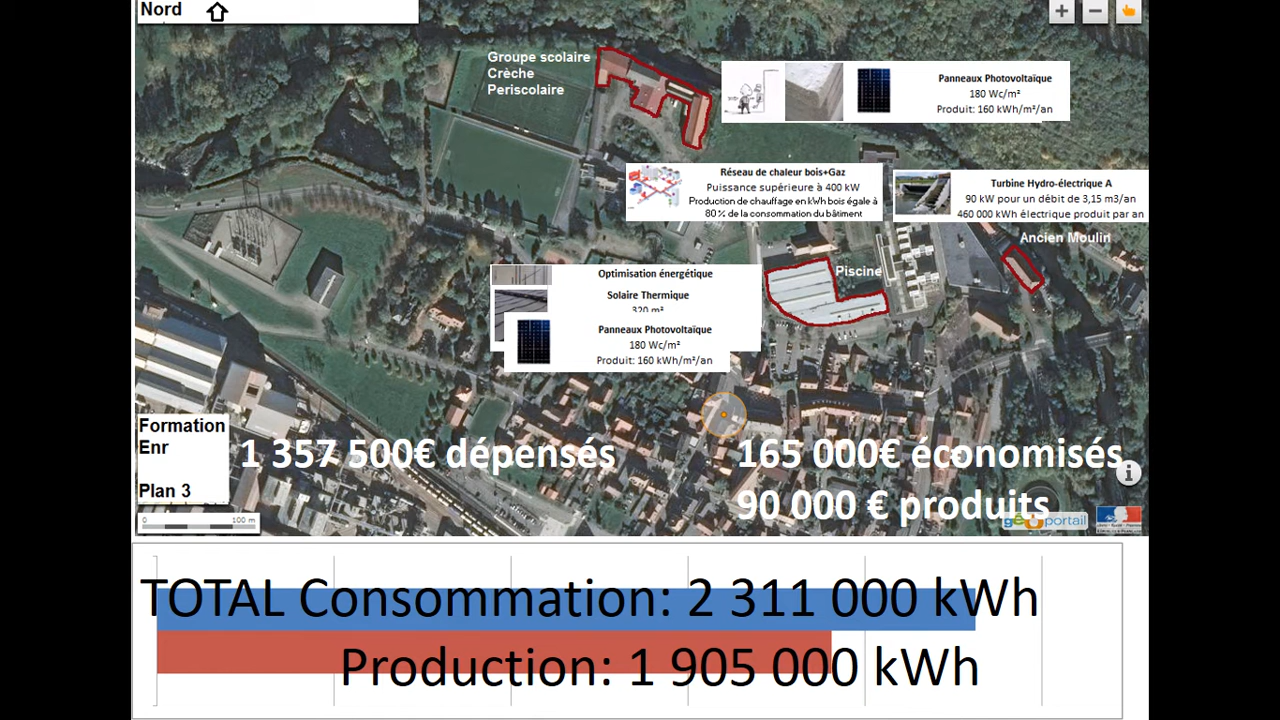 Nord
Groupe scolaire
Crèche
Periscolaire
Panneaux Photovoltaïque
180 Wc/m²
Produit: 160 kWh/m²/an
Réseau de chaleur bois+Gaz
Puissance supérieure à 400 kW
Production de chauffage en kWh bois égale à
80 % de la consommation du bâtiment
Turbine Hydro-électrique A
90 kW pour un débit de 3,15 m3/an
460 000 kWh électrique produit par an
Ancien Moulin
Piscine
Optimisation énergétique
Solaire Thermique
320 m²
Panneaux Photovoltaïque
180 Wc/m²
Produit: 160 kWh/m²/an
Formation
Enr
Plan 3
1 357 500€ dépensés
165 000€ économisés
90 000 € produits
0 100 m
géoportail
TOTAL Consommation: 2 311 000 kWh
Production: 1 905 000 kWh